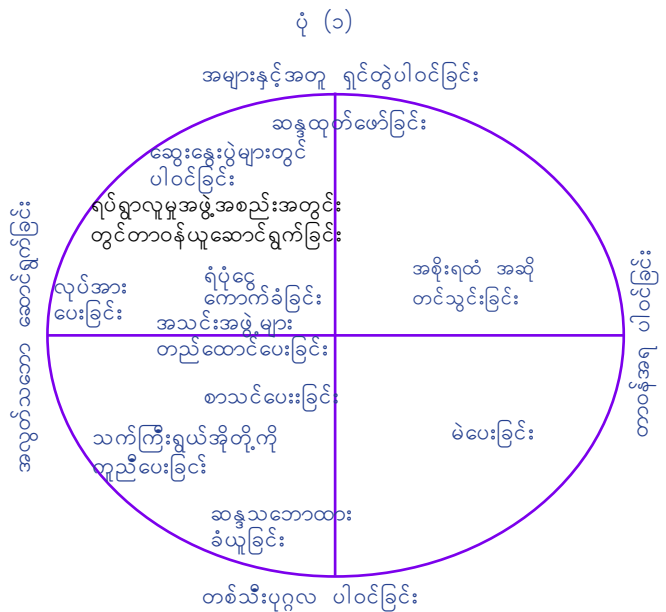 ပုံ (၁)
အများနှင့်အတူ ရှင်တွဲပါဝင်ခြင်း
ဆန္ဒထုတ်ဖော်ခြင်း
ဆွေးနွေးပွဲများတွင်
ပါဝင်ခြင်း
ရပ်ရွာလူမှုအဖွဲ့အစည်းအတွင်း
တွင်တာဝန်ယူဆောင်ရွက်ခြင်း
အလွတ်သဘော ဆောင်ရွက်ခြင်း
လုပ်အား
ပေးခြင်း
ရံပုံငွေ
ကောက်ခံခြင်း
အစိုးရထံ အဆို
တင်သွင်းခြင်း
တာဝန်အရ ပါဝင်ခြင်း
အသင်းအဖွဲ့များ
တည်ထောင်ပေးခြင်း
စာသင်ပေးးခြင်း
သက်ကြီးရွယ်အိုတို့ကို
ကူညီပေးခြင်း
မဲပေးခြင်း
ဆန္ဒသဘောထား
ခံယူခြင်း
တစ်သီးပုဂ္ဂလ ပါဝင်ခြင်း